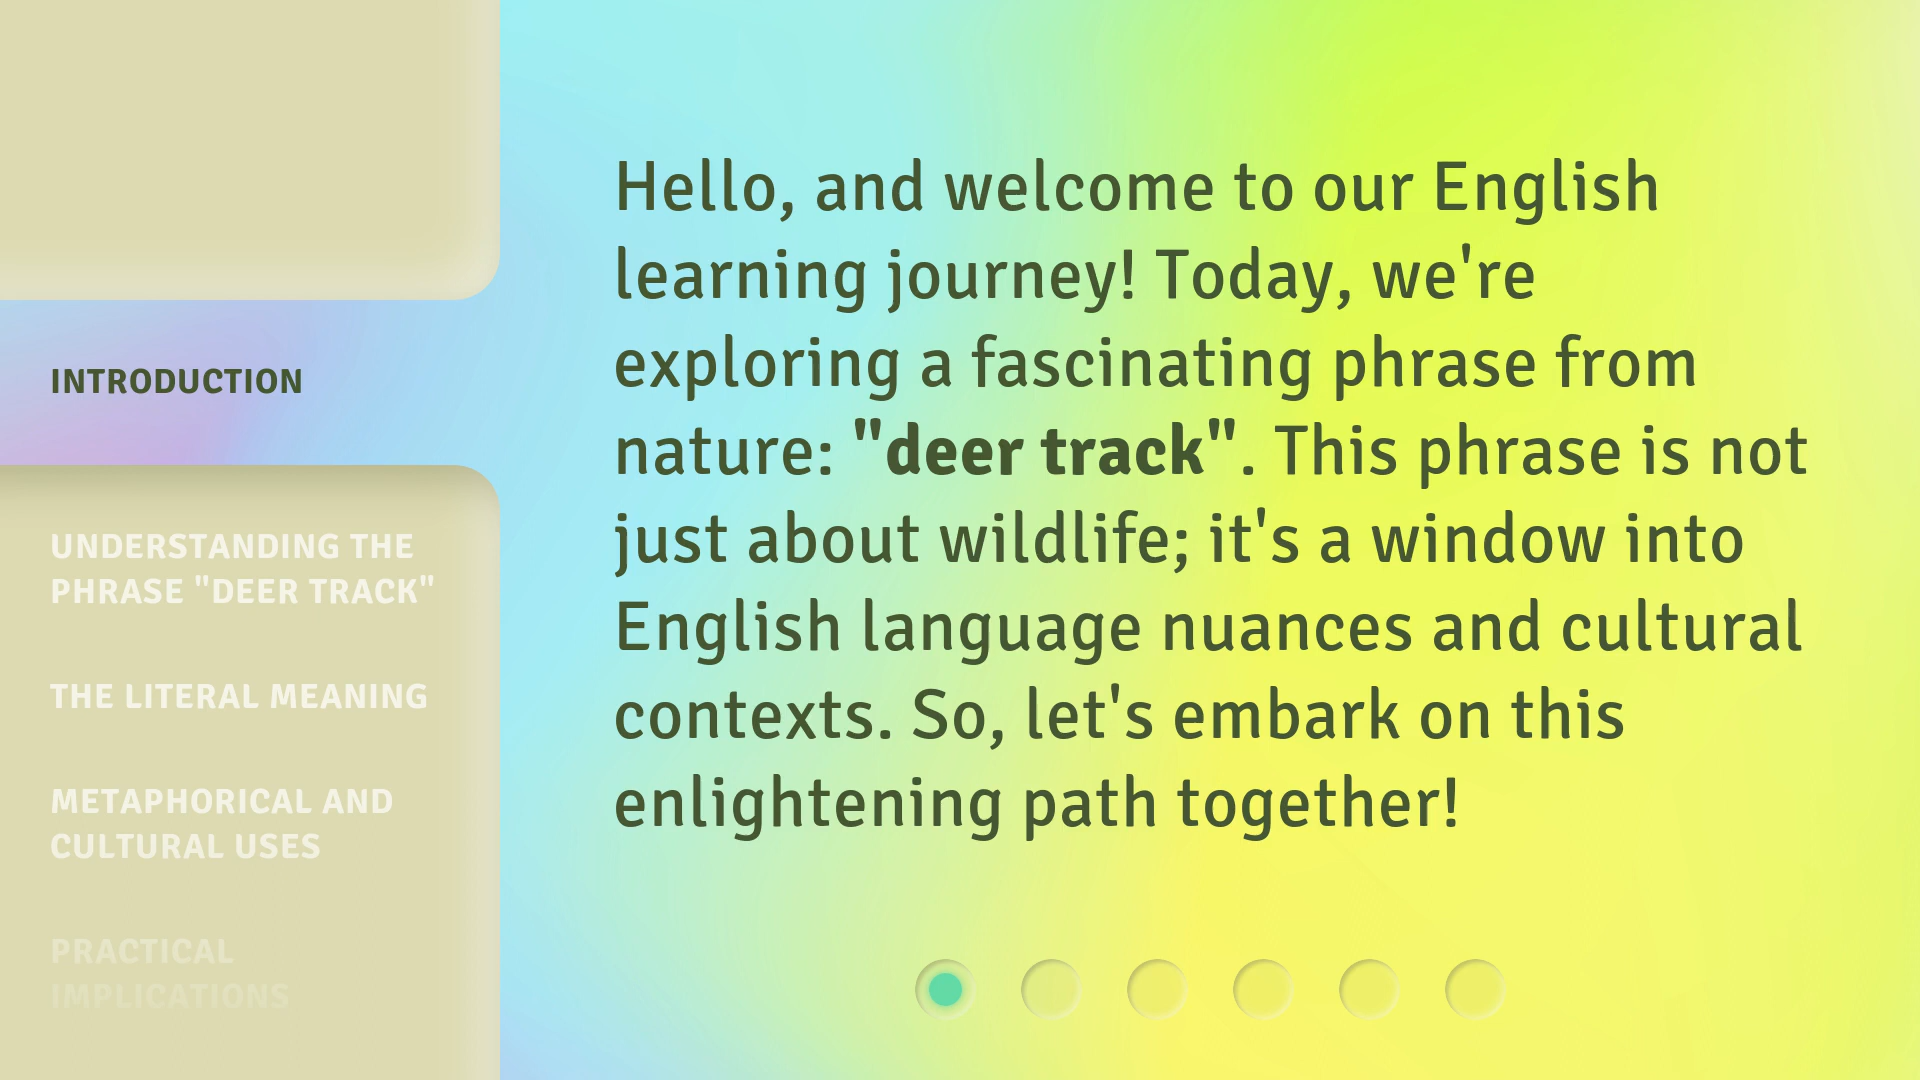 INTRODUCTION
UNDERSTANDING THE
PHRASE "DEER TRACK"
THE LITERAL MEANING
METAPHORICAL AND
CULTURAL USES
PRACTICAL
IMPLICATIONS
Hello, and welcome to our English
learning journey! Today, we're
exploring a fascinating phrase from
nature: "deer track". This phrase is not
just about wildlife; it's a window into
English language nuances and cultural
contexts. So, let's embark on this
enlightening path together!